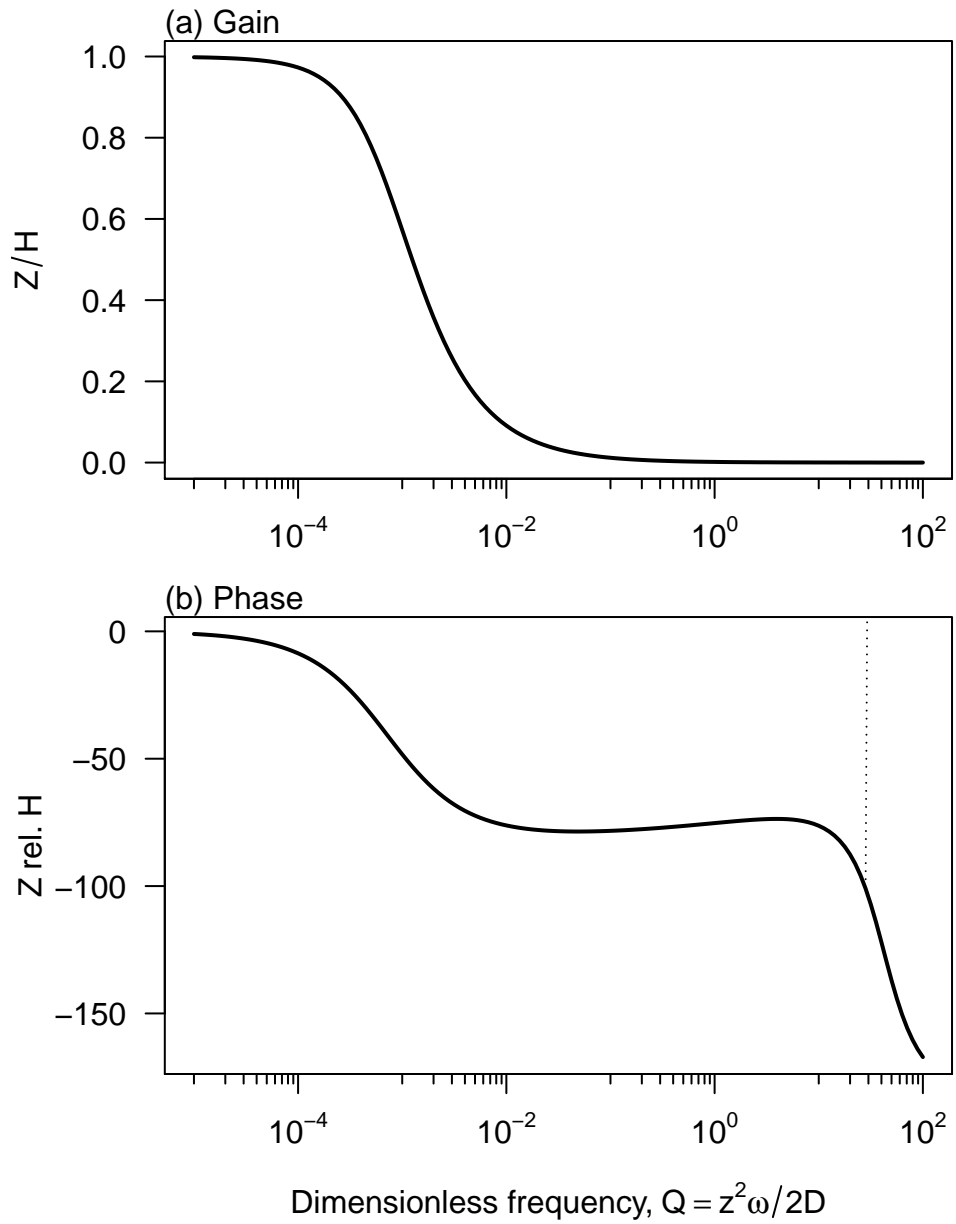 (a) Gain
1.0
0.8
0.6
0.4
0.2
0.0
Z/H
10⁻⁴ 10⁻² 10⁰ 10²
(b) Phase
0
−50
−100
−150
Z rel. H
10⁻⁴ 10⁻² 10⁰ 10²
Dimensionless frequency, Q = z²ω/2D